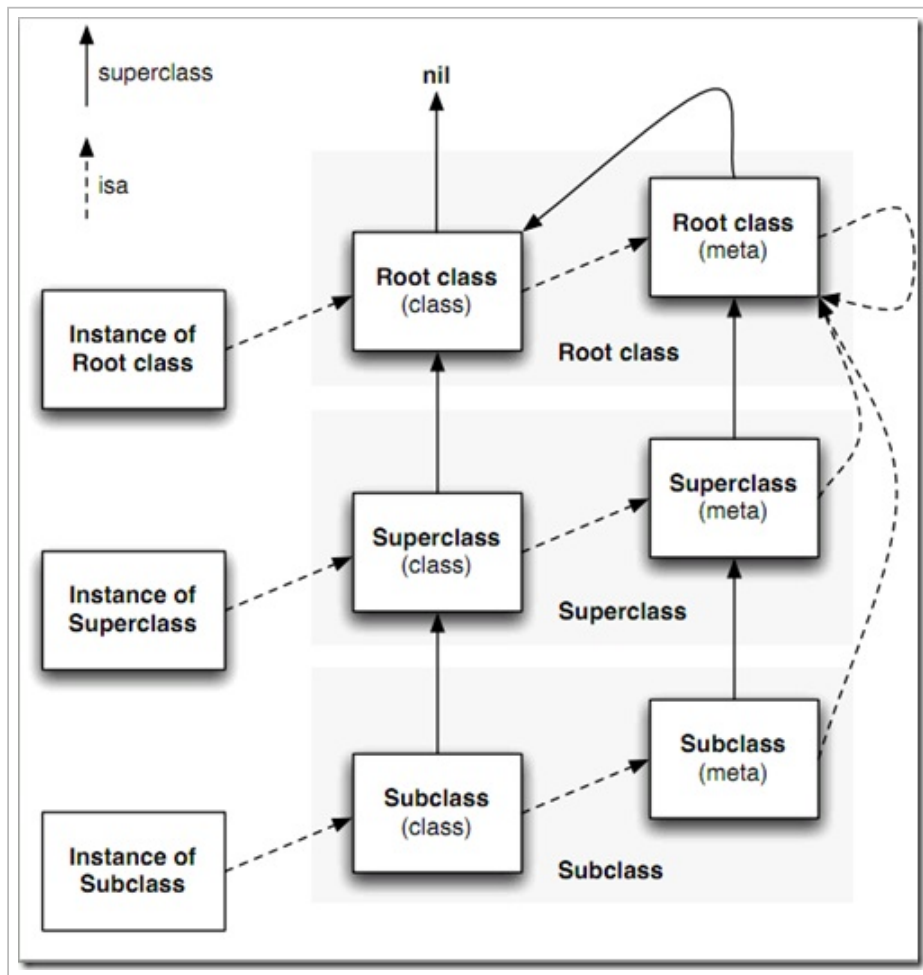 superclass
isa
nil
Root class
(meta)
Root class
(class)
Instance of
Root class
Root class
Superclass
(meta)
Superclass
(class)
Instance of
Superclass
Superclass
Subclass
(meta)
Subclass
(class)
Instance of
Subclass
Subclass